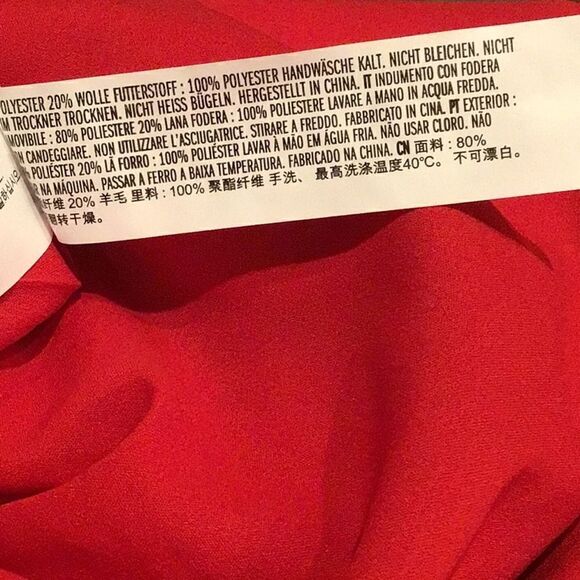 POLYESTER 20% WOLLE FUTTERSTOFF : 100% POLYESTER HANDWÄSCHE KALT. NICHT BLEICHEN. NICHT
TROCKNER TROCKNEN. NICHT HEISS BÜGELN. HERGESTELLT IN CHINA. IT INDUMENTO CON FODERA
MOVIBILE : 80% POLIESTERE 20% LANA FODERA : 100% POLIESTERE LAVARE A MANO IN ACQUA FREDDA.
N CANDEGGIARE. NON UTILIZZARE L'ASCIUGATRICE. STIRARE A FREDDO. FABBRICATO IN CINA. PT EXTERIOR :
POLIÉSTER 20% LÃ FORRO : 100% POLIÉSTER LAVAR À MÃO EM ÁGUA FRIA. NÃO USAR CLORO. NÃO
R NA MÁQUINA. PASSAR A FERRO A BAIXA TEMPERATURA. FABRICADO NA CHINA. CN 面料 : 80%
纤维 20% 羊毛 里料 : 100% 聚酯纤维 手洗、 最高洗涤温度40℃。 不可漂白。
翻转干燥。